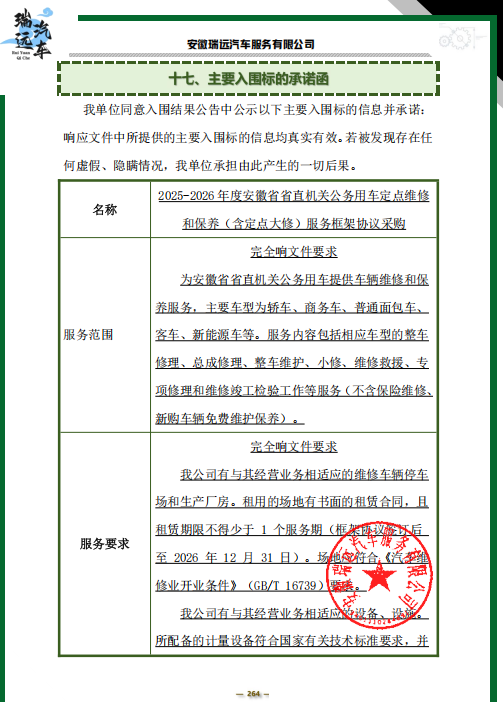 瑞远汽车
Rui Yuan
Qi Che
安徽瑞远汽车服务有限公司
十七、主要入围标的承诺函
我单位同意入围结果公告中公示以下主要入围标的信息并承诺：
响应文件中所提供的主要入围标的信息均真实有效。若被发现存在任
何虚假、隐瞒情况，我单位承担由此产生的一切后果。
名称
2025-2026 年度安徽省省直机关公务用车定点维修
和保养（含定点大修）服务框架协议采购
服务范围
完全响文件要求
为安徽省省直机关公务用车提供车辆维修和保
养服务，主要车型为轿车、商务车、普通面包车、
客车、新能源车等。服务内容包括相应车型的整车
修理、总成修理、整车维护、小修、维修救援、专
项修理和维修竣工检验工作等服务（不含保险维修、
新购车辆免费维护保养）。
服务要求
完全响文件要求
我公司有与其经营业务相适应的维修车辆停车
场和生产厂房。租用的场地有书面的租赁合同，且
租赁期限不得少于 1 个服务期（框架协议签订后
至 2026 年 12 月 31 日）。场地应符合《汽车维
修业开业条件》（GB/T 16739）要求。
我公司有与其经营业务相适应的设备、设施。
所配备的计量设备符合国家有关技术标准要求，并
安徽瑞远汽车服务有限公司
— 264 —